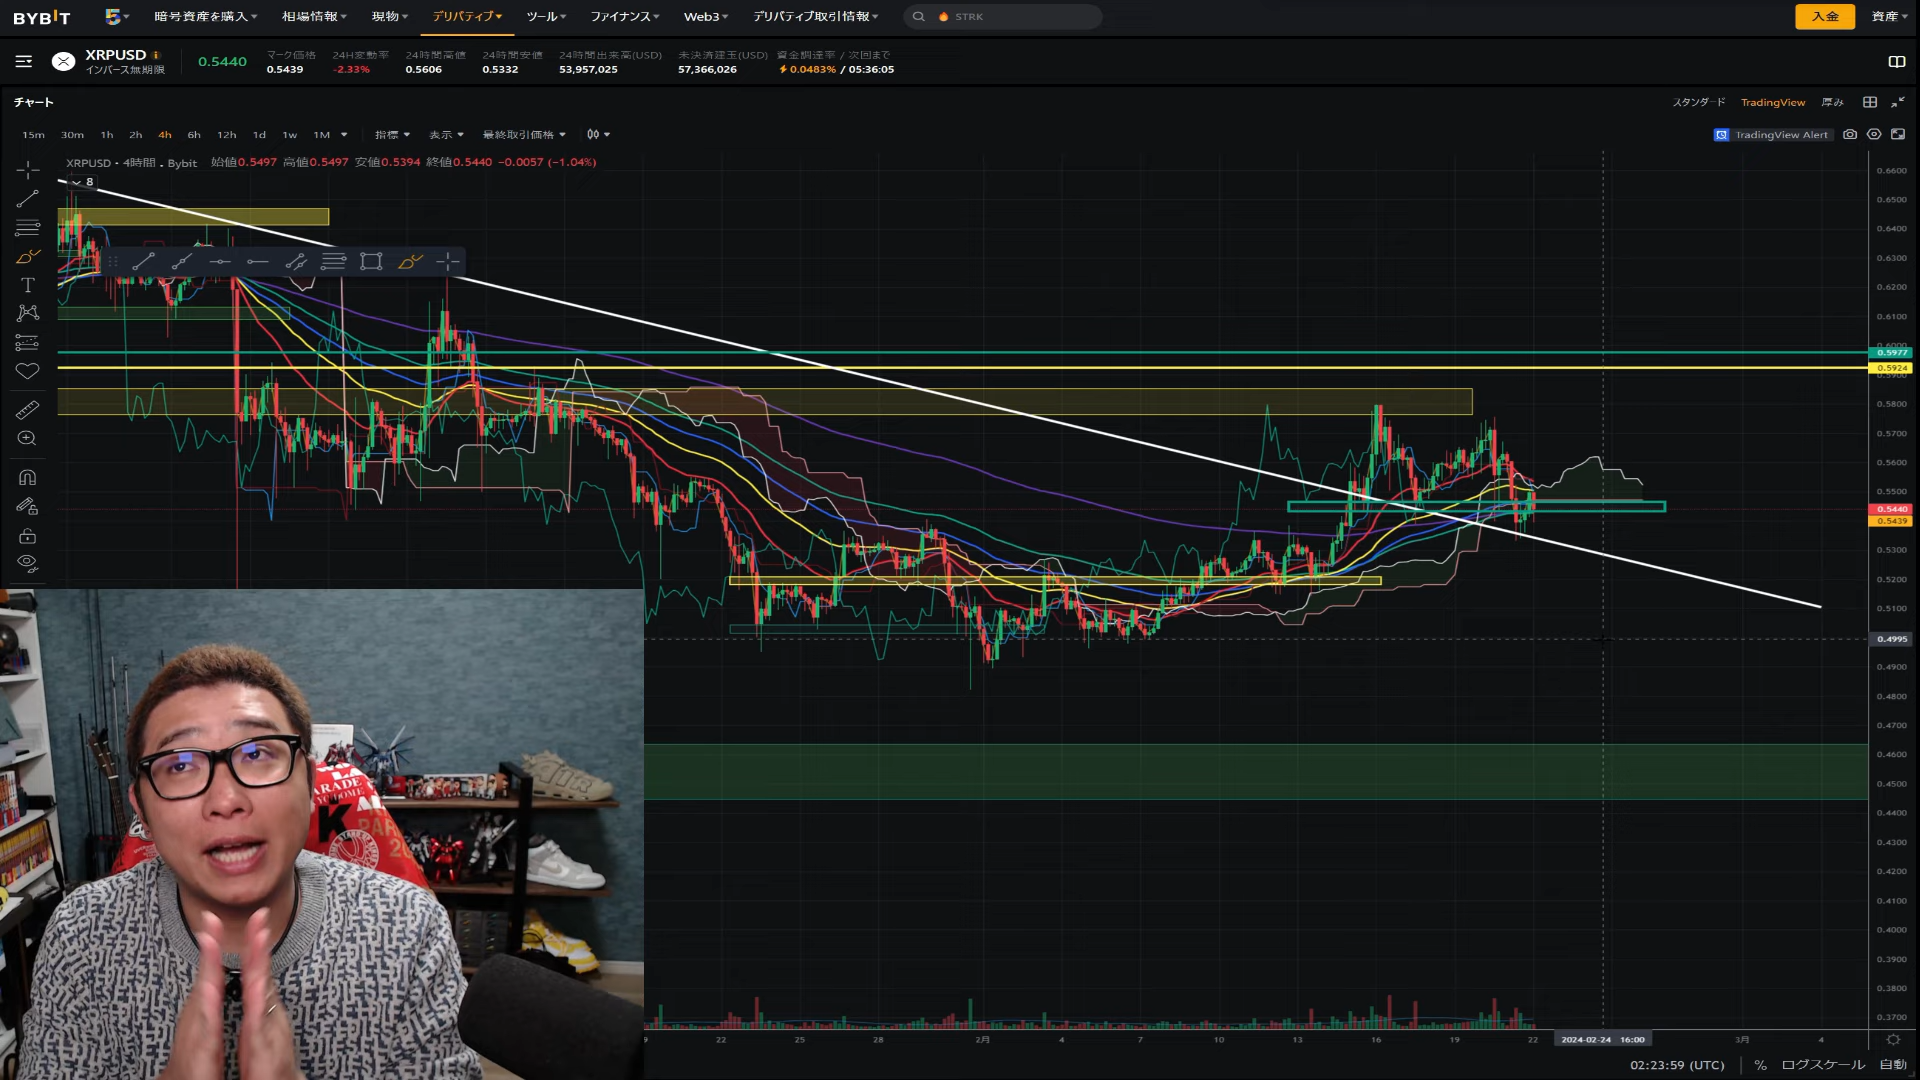 BYBIT
暗号資産を購入
相場情報
現物
デリバティブ
ツール
ファイナンス
Web3
デリバティブ取引情報
STRK
入金
資産
XRPUSD
インバース無期限
0.5440
マーク価格
0.5439
24H変動率
-2.33%
24時間高値
0.5606
24時間安値
0.5332
24時間出来高(USD)
53,957,025
未決済建玉(USD)
57,366,026
資金調達率 / 次回まで
0.0483% / 05:36:05
チャート
スタンダード
TradingView
厚み
15m 30m 1h 2h 4h 6h 12h 1d 1w 1M
指標
表示
最終取引価格
TradingView Alert
XRPUSD・4時間 . Bybit 始値0.5497 高値0.5497 安値0.5394 終値0.5440 -0.0057 (-1.04%)
8
0.6600
0.6500
0.6400
0.6300
0.6200
0.6100
0.6000
0.5977
0.5924
0.5800
0.5700
0.5600
0.5500
0.5440
0.5439
0.5300
0.5200
0.5100
0.4995
0.4900
0.4800
0.4700
0.4600
0.4500
0.4400
0.4300
0.4200
0.4100
0.4000
0.3900
0.3800
0.3700
22 25 28 2月 4 7 10 13 16 19 22 2024-02-24 16:00 3月 4
02:23:59 (UTC) % ログスケール 自動